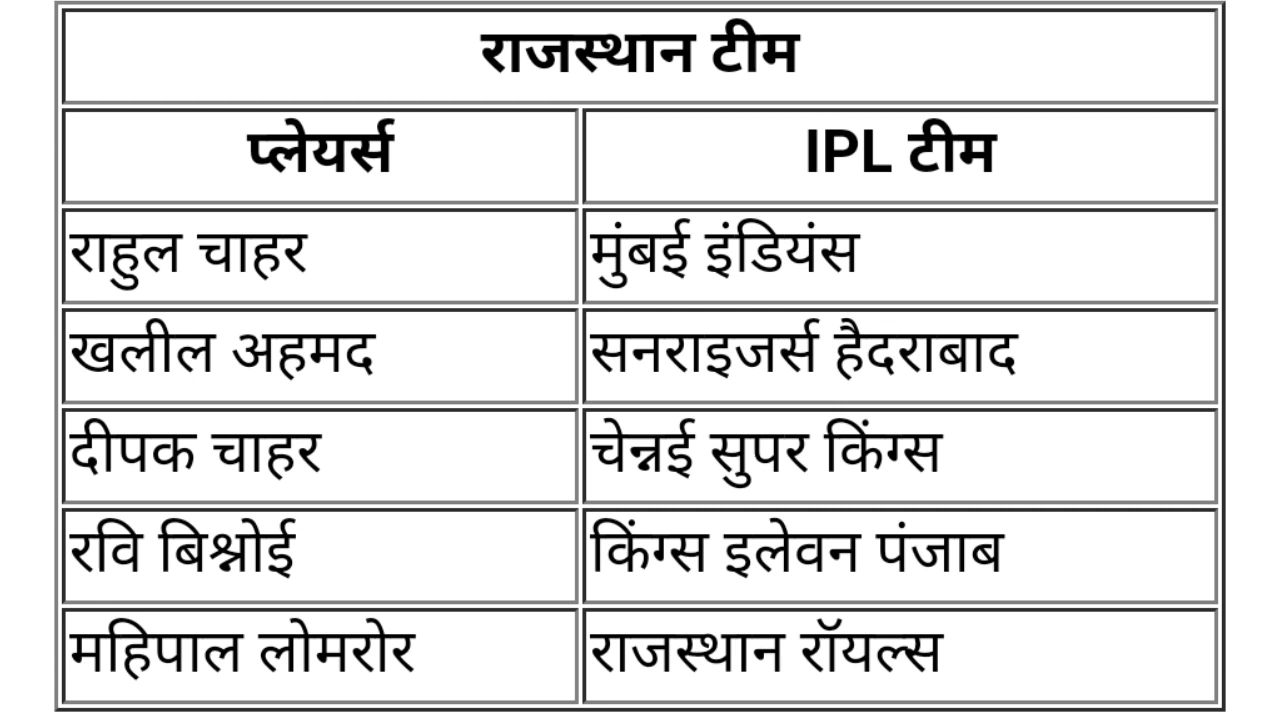 राजस्थान टीम
प्लेयर्स IPL टीम
राहुल चाहर मुंबई इंडियंस
खलील अहमद सनराइजर्स हैदराबाद
दीपक चाहर चेन्नई सुपर किंग्स
रवि बिश्नोई किंग्स इलेवन पंजाब
महिपाल लोमरोर राजस्थान रॉयल्स